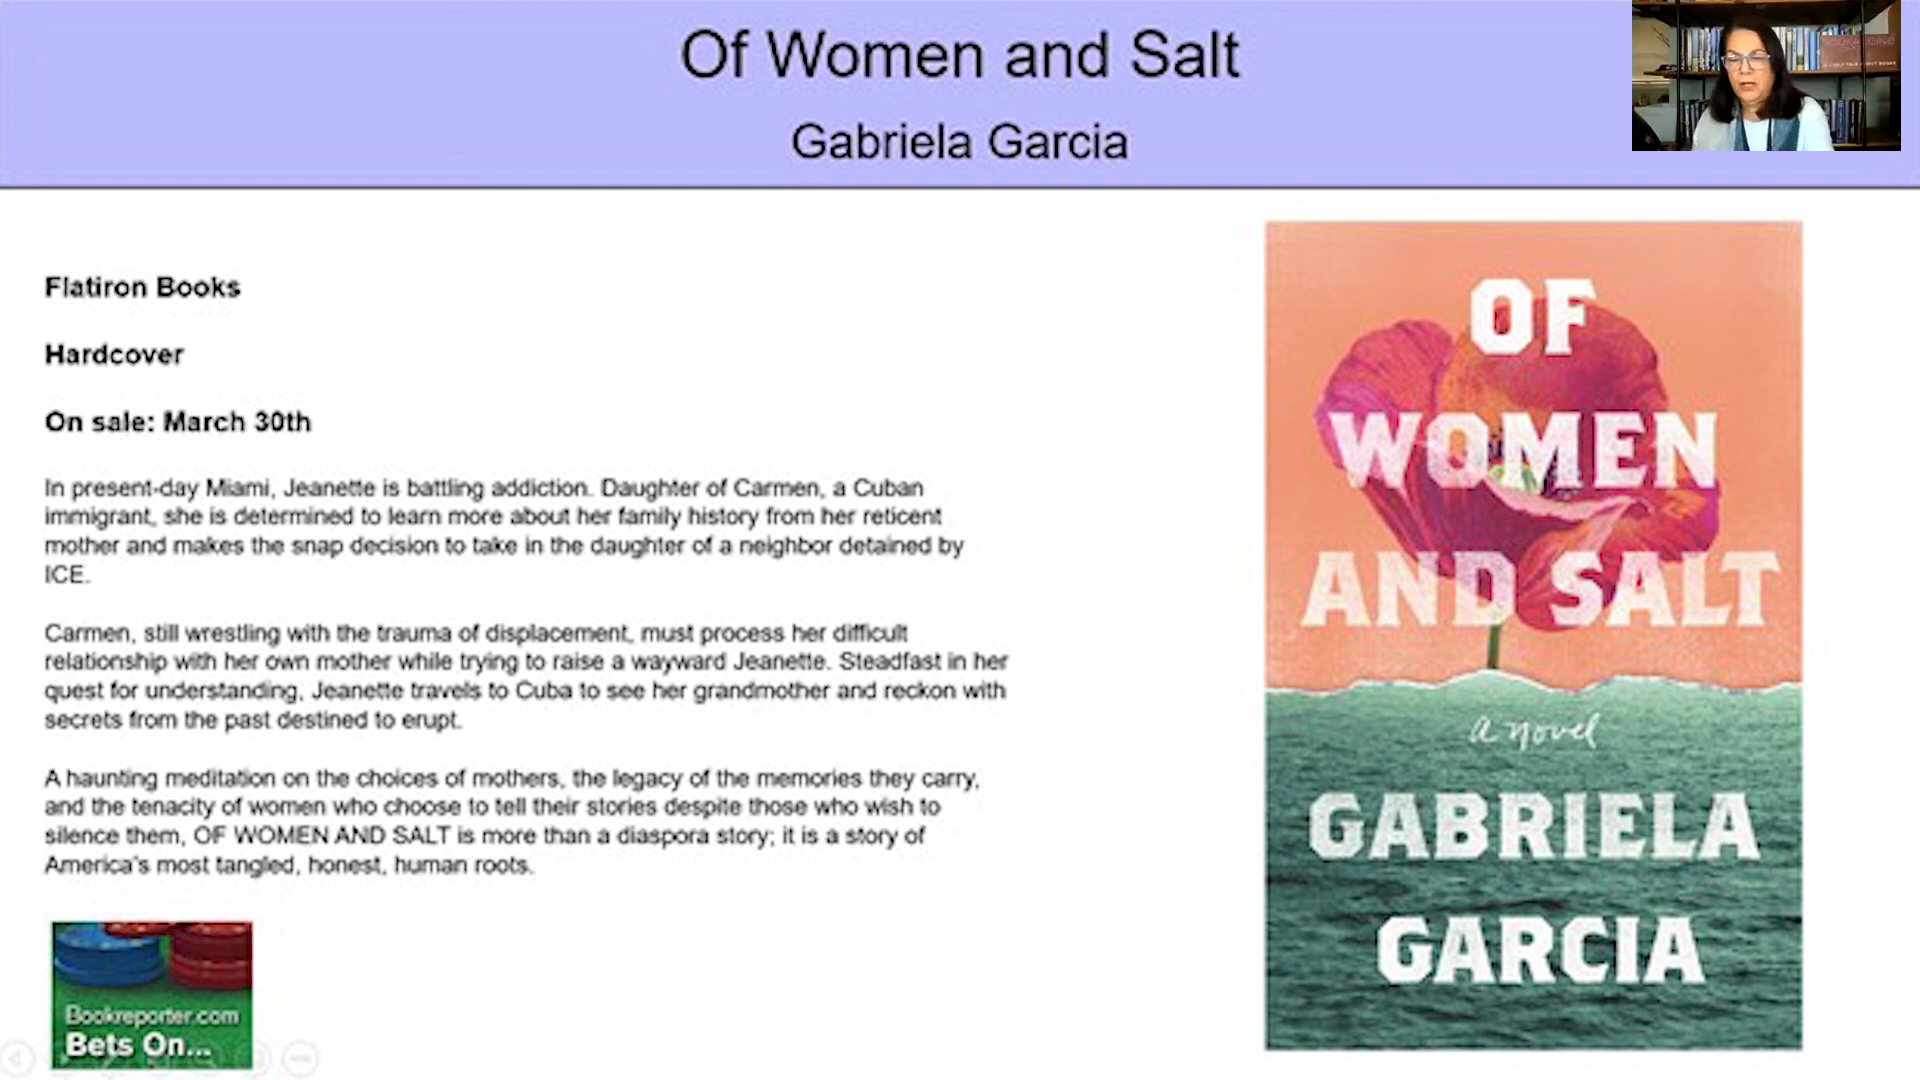 Of Women and Salt
Gabriela Garcia
Flatiron Books
Hardcover
On sale: March 30th
In present-day Miami, Jeanette is battling addiction. Daughter of Carmen, a Cuban
immigrant, she is determined to learn more about her family history from her reticent
mother and makes the snap decision to take in the daughter of a neighbor detained by
ICE.
Carmen, still wrestling with the trauma of displacement, must process her difficult
relationship with her own mother while trying to raise a wayward Jeanette. Steadfast in her
quest for understanding, Jeanette travels to Cuba to see her grandmother and reckon with
secrets from the past destined to erupt.
A haunting meditation on the choices of mothers, the legacy of the memories they carry,
and the tenacity of women who choose to tell their stories despite those who wish to
silence them, OF WOMEN AND SALT is more than a diaspora story; it is a story of
America's most tangled, honest, human roots.
Bookreporter.com
Bets On...
OF
WOMEN
AND SALT
a novel
GABRIELA
GARCIA